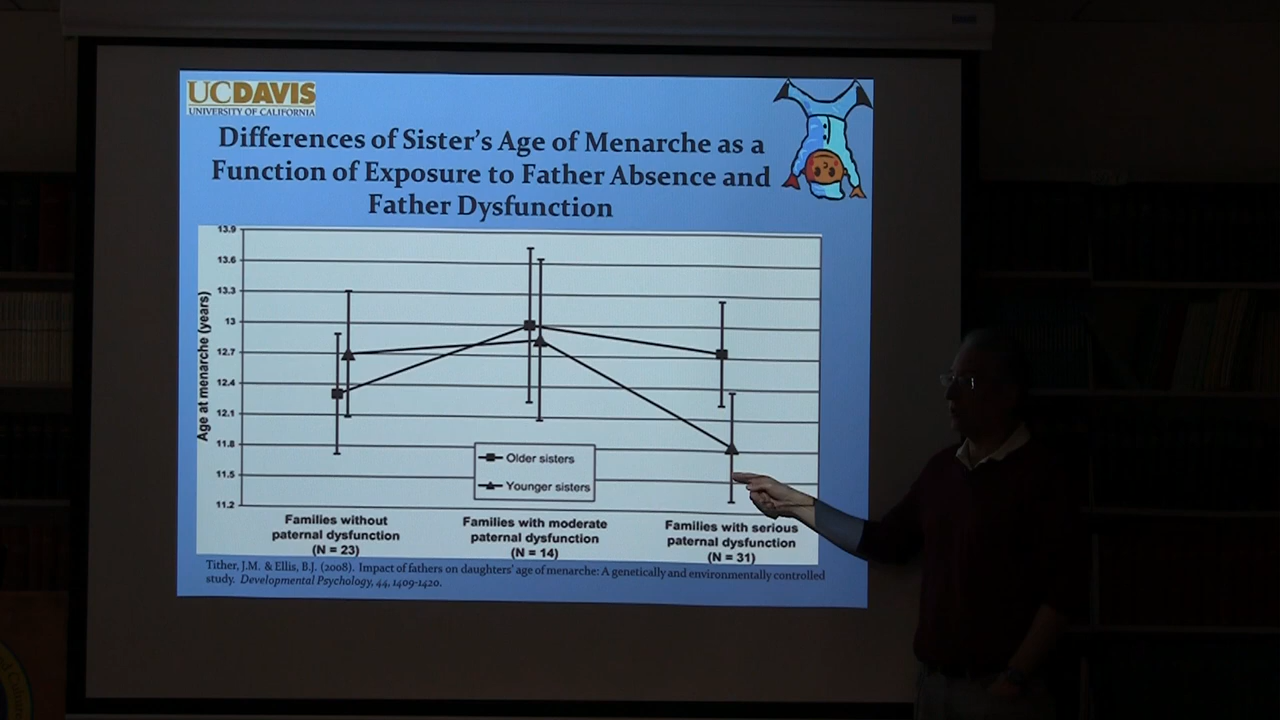 UCDAVIS
UNIVERSITY OF CALIFORNIA
Differences of Sister's Age of Menarche as a
Function of Exposure to Father Absence and
Father Dysfunction
Age at menarche (years)
13.9
13.6
13.3
13
12.7
12.4
12.1
11.8
11.5
11.2
Older sisters
Younger sisters
Families without
paternal dysfunction
(N = 23)
Families with moderate
paternal dysfunction
(N = 14)
Families with serious
paternal dysfunction
(N = 31)
Tither, J.M. & Ellis, B.J. (2008). Impact of fathers on daughters' age of menarche: A genetically and environmentally controlled
study. Developmental Psychology, 44, 1409-1420.